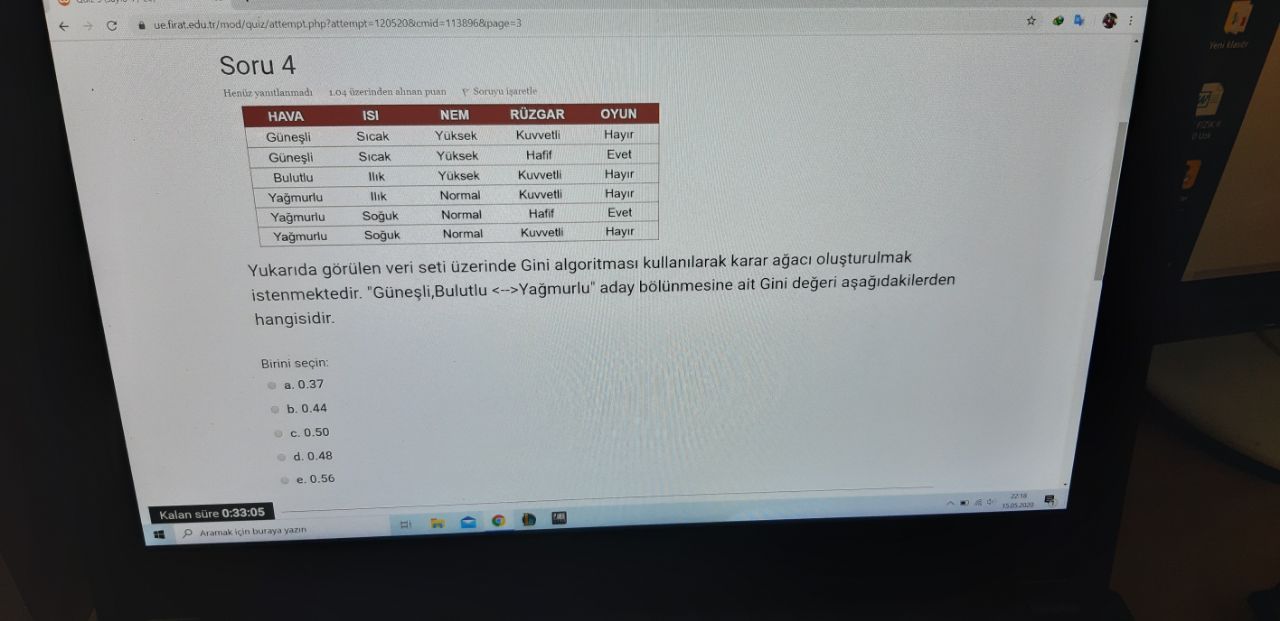 ue.firat.edu.tr/mod/quiz/attempt.php?attempt=120520&cmid=113896&page=3
Yeni klasör
Soru 4
Henüz yanıtlanmadı 1.04 üzerinden alınan puan Soruyu işaretle
HAVA ISI NEM RÜZGAR OYUN
Güneşli Sıcak Yüksek Kuvvetli Hayır
Güneşli Sıcak Yüksek Hafif Evet
Bulutlu Ilık Yüksek Kuvvetli Hayır
Yağmurlu Ilık Normal Kuvvetli Hayır
Yağmurlu Soğuk Normal Hafif Evet
Yağmurlu Soğuk Normal Kuvvetli Hayır
Yukarıda görülen veri seti üzerinde Gini algoritması kullanılarak karar ağacı oluşturulmak
istenmektedir. "Güneşli,Bulutlu <-->Yağmurlu" aday bölünmesine ait Gini değeri aşağıdakilerden
hangisidir.
Birini seçin:
a. 0.37
b. 0.44
c. 0.50
d. 0.48
e. 0.56
Kalan süre 0:33:05
Aramak için buraya yazın
22:18
15.05.2020